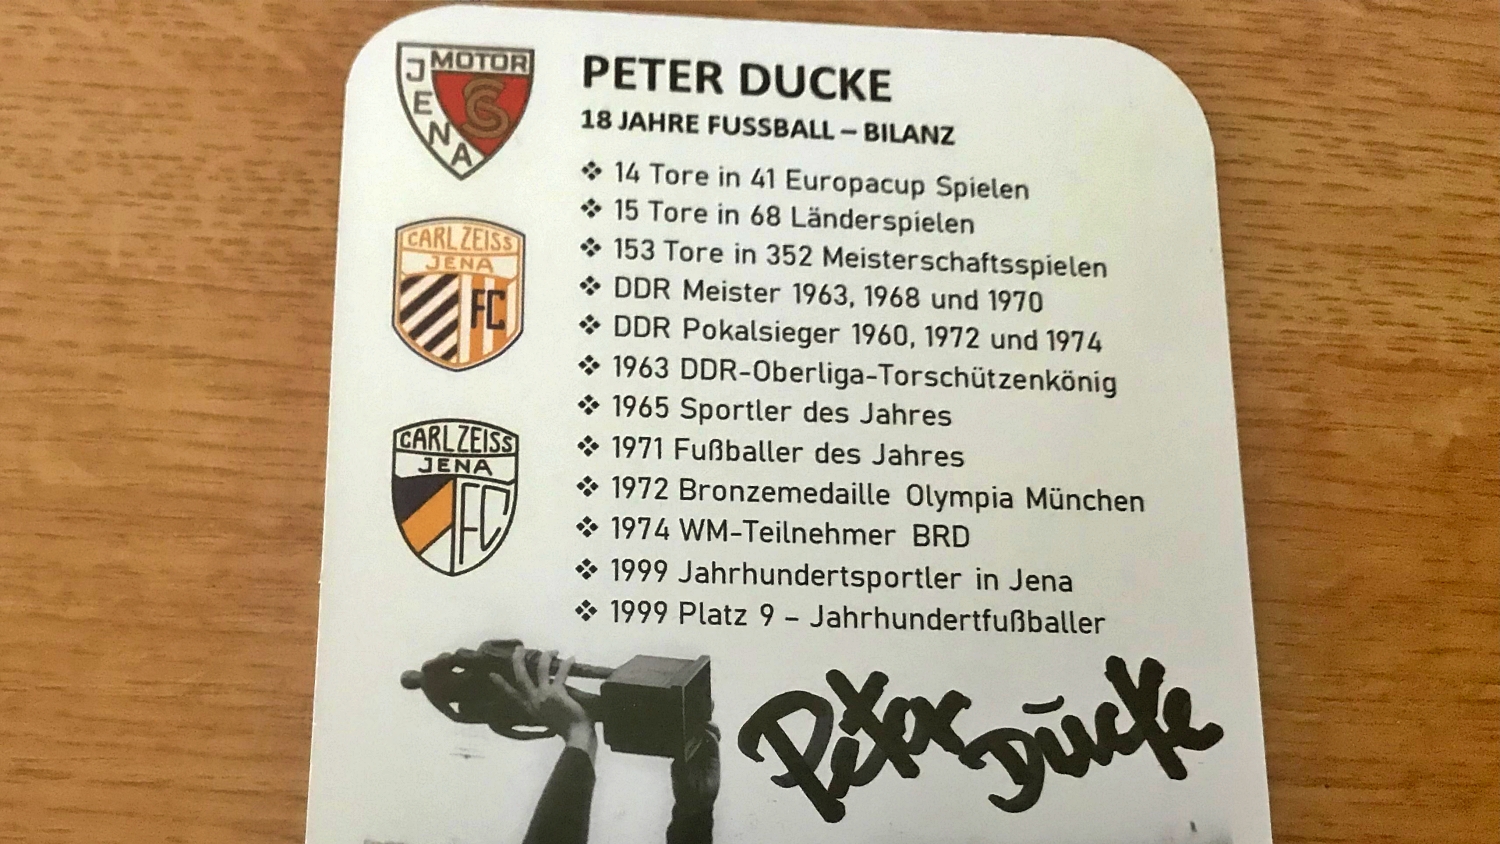 MOTOR
JENA
SC
PETER DUCKE
18 JAHRE FUSSBALL – BILANZ
❖ 14 Tore in 41 Europacup Spielen
❖ 15 Tore in 68 Länderspielen
❖ 153 Tore in 352 Meisterschaftsspielen
❖ DDR Meister 1963, 1968 und 1970
❖ DDR Pokalsieger 1960, 1972 und 1974
❖ 1963 DDR-Oberliga-Torschützenkönig
❖ 1965 Sportler des Jahres
❖ 1971 Fußballer des Jahres
❖ 1972 Bronzemedaille Olympia München
❖ 1974 WM-Teilnehmer BRD
❖ 1999 Jahrhundertsportler in Jena
❖ 1999 Platz 9 – Jahrhundertfußballer
CARL ZEISS
JENA
FC
CARL ZEISS
JENA
FC
Peter Ducke